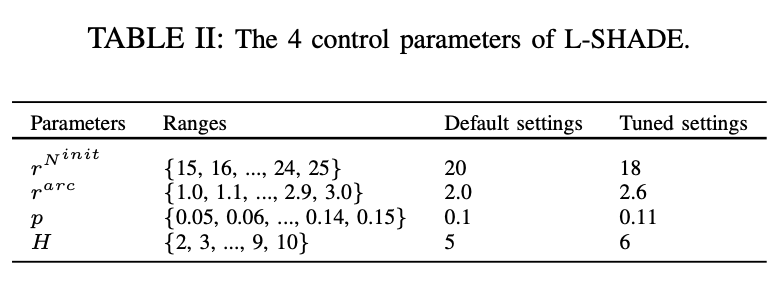 TABLE II: The 4 control parameters of L-SHADE.
Parameters Ranges Default settings Tuned settings
r^{N^{init}} {15, 16, ..., 24, 25} 20 18
r^{arc} {1.0, 1.1, ..., 2.9, 3.0} 2.0 2.6
p {0.05, 0.06, ..., 0.14, 0.15} 0.1 0.11
H {2, 3, ..., 9, 10} 5 6